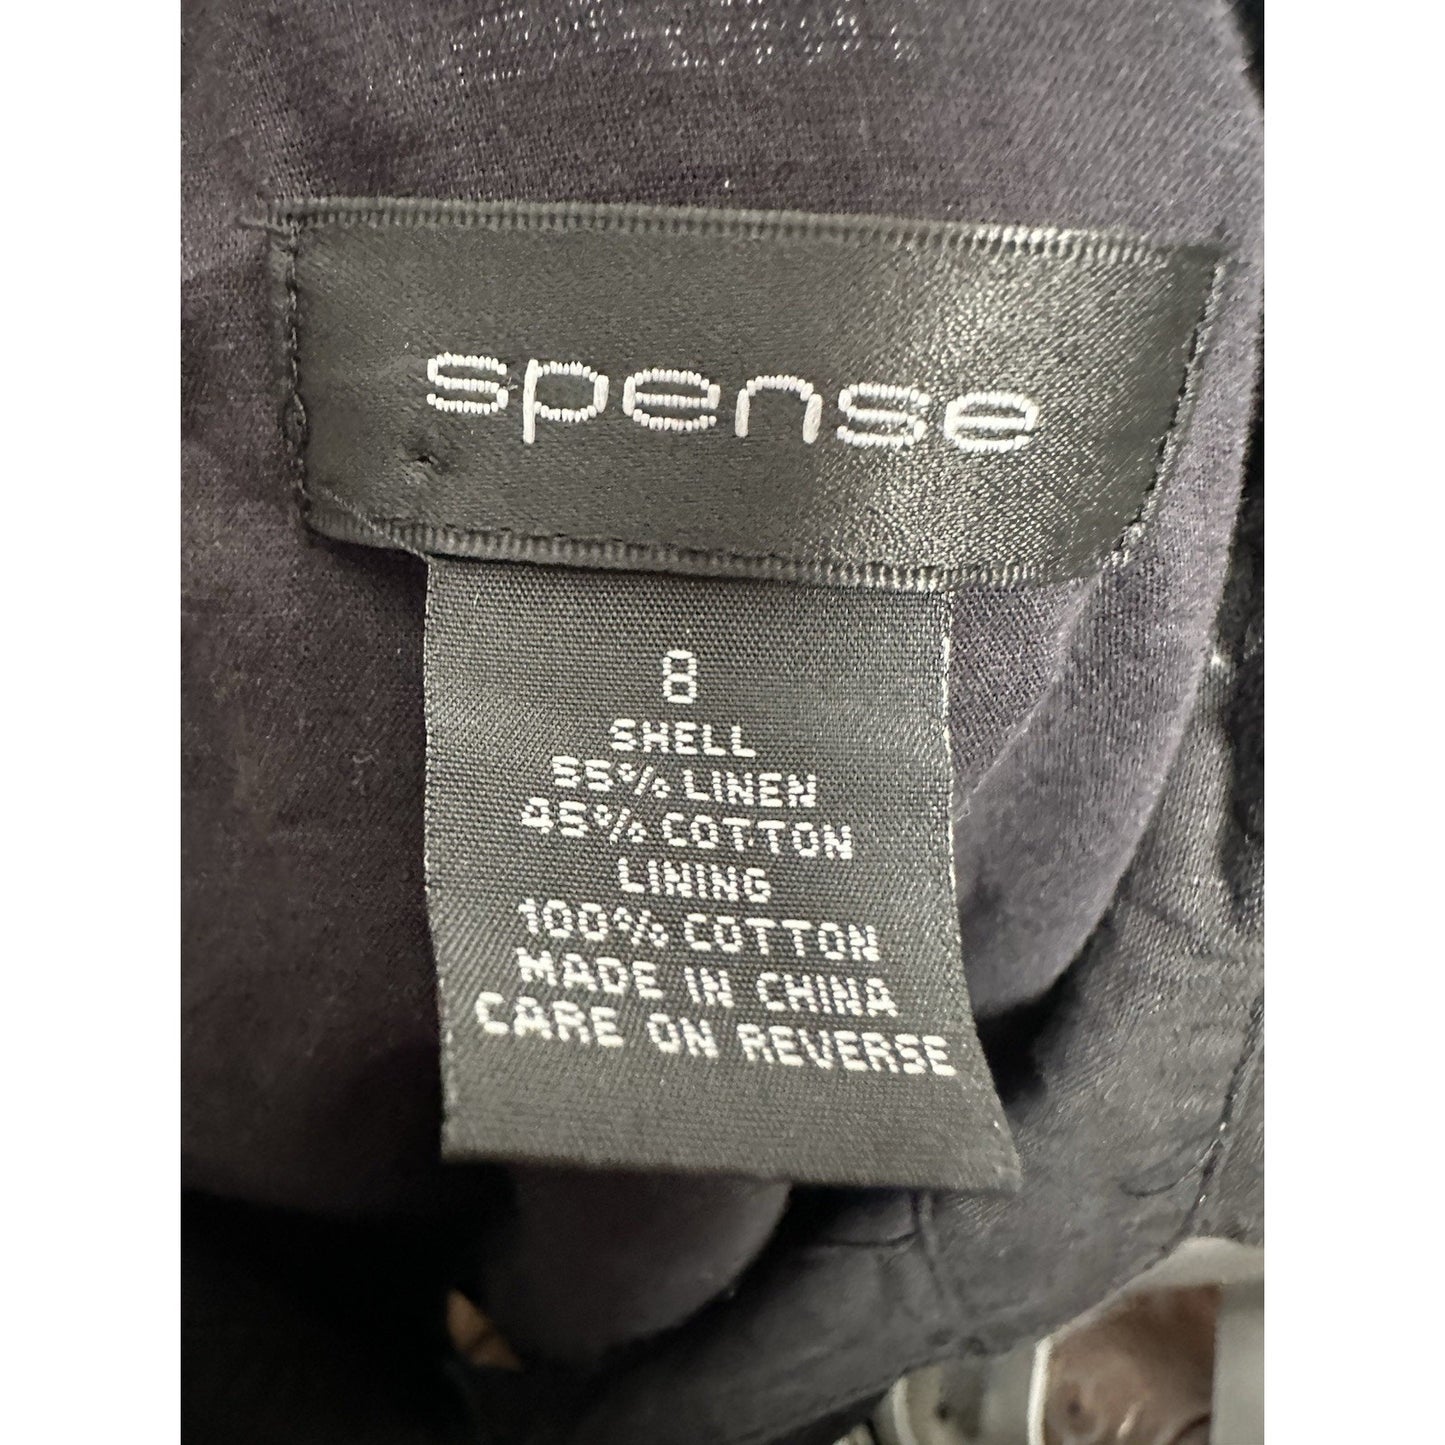 spense
8
SHELL
55% LINEN
45% COTTON
LINING
100% COTTON
MADE IN CHINA
CARE ON REVERSE